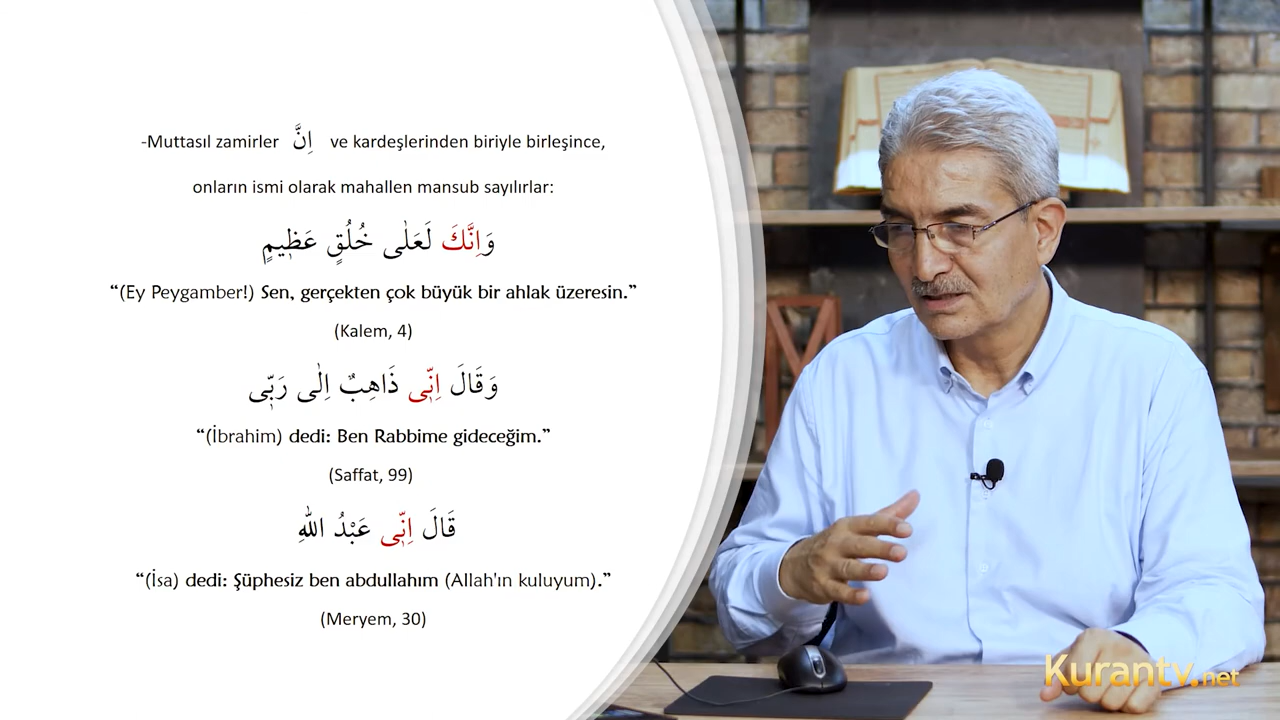 -Muttasıl zamirler اِنَّ ve kardeşlerinden biriyle birleşince,
onların ismi olarak mahallen mansub sayılırlar:
وَاِنَّكَ لَعَلٰى خُلُقٍ عَظ۪يمٍ
“(Ey Peygamber!) Sen, gerçekten çok büyük bir ahlak üzeresin.”
(Kalem, 4)
وَقَالَ اِنّ۪ى ذَاهِبٌ اِلٰى رَبّ۪ى
“(İbrahim) dedi: Ben Rabbime gideceğim.”
(Saffat, 99)
قَالَ اِنّ۪ى عَبْدُ اللّٰهِ
“(İsa) dedi: Şüphesiz ben abdullahım (Allah'ın kuluyum).”
(Meryem, 30)
Kurantv.net